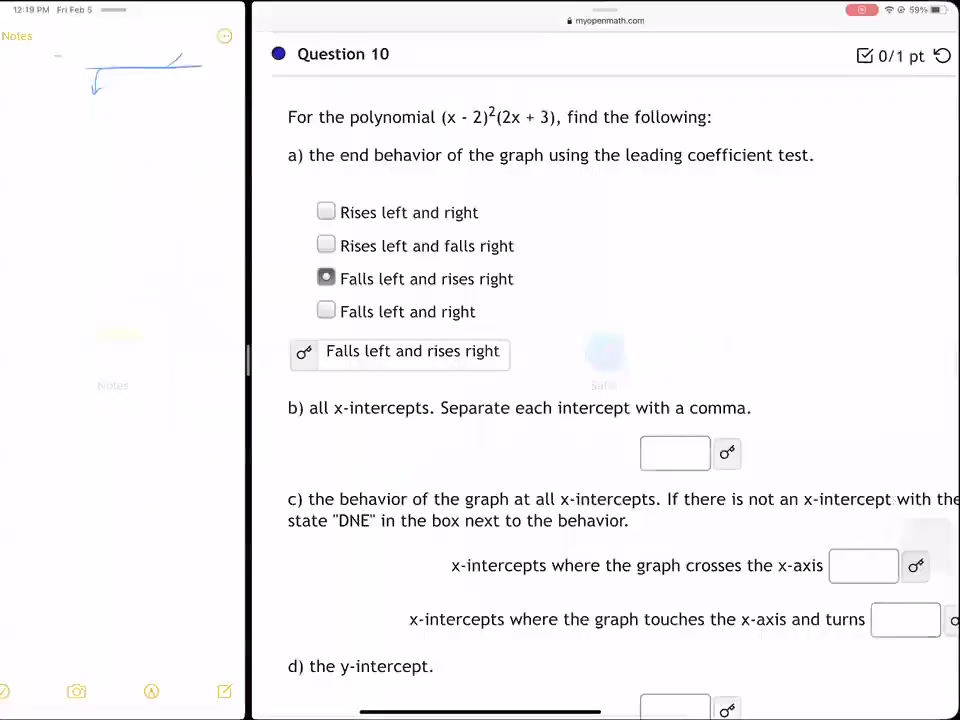 12:19 PM Fri Feb 5
myopenmath.com
59%
Notes
Question 10
0/1 pt
For the polynomial (x - 2)²(2x + 3), find the following:
a) the end behavior of the graph using the leading coefficient test.
Rises left and right
Rises left and falls right
Falls left and rises right
Falls left and right
Falls left and rises right
Notes
Safari
b) all x-intercepts. Separate each intercept with a comma.
c) the behavior of the graph at all x-intercepts. If there is not an x-intercept with the
state "DNE" in the box next to the behavior.
x-intercepts where the graph crosses the x-axis
x-intercepts where the graph touches the x-axis and turns
d) the y-intercept.